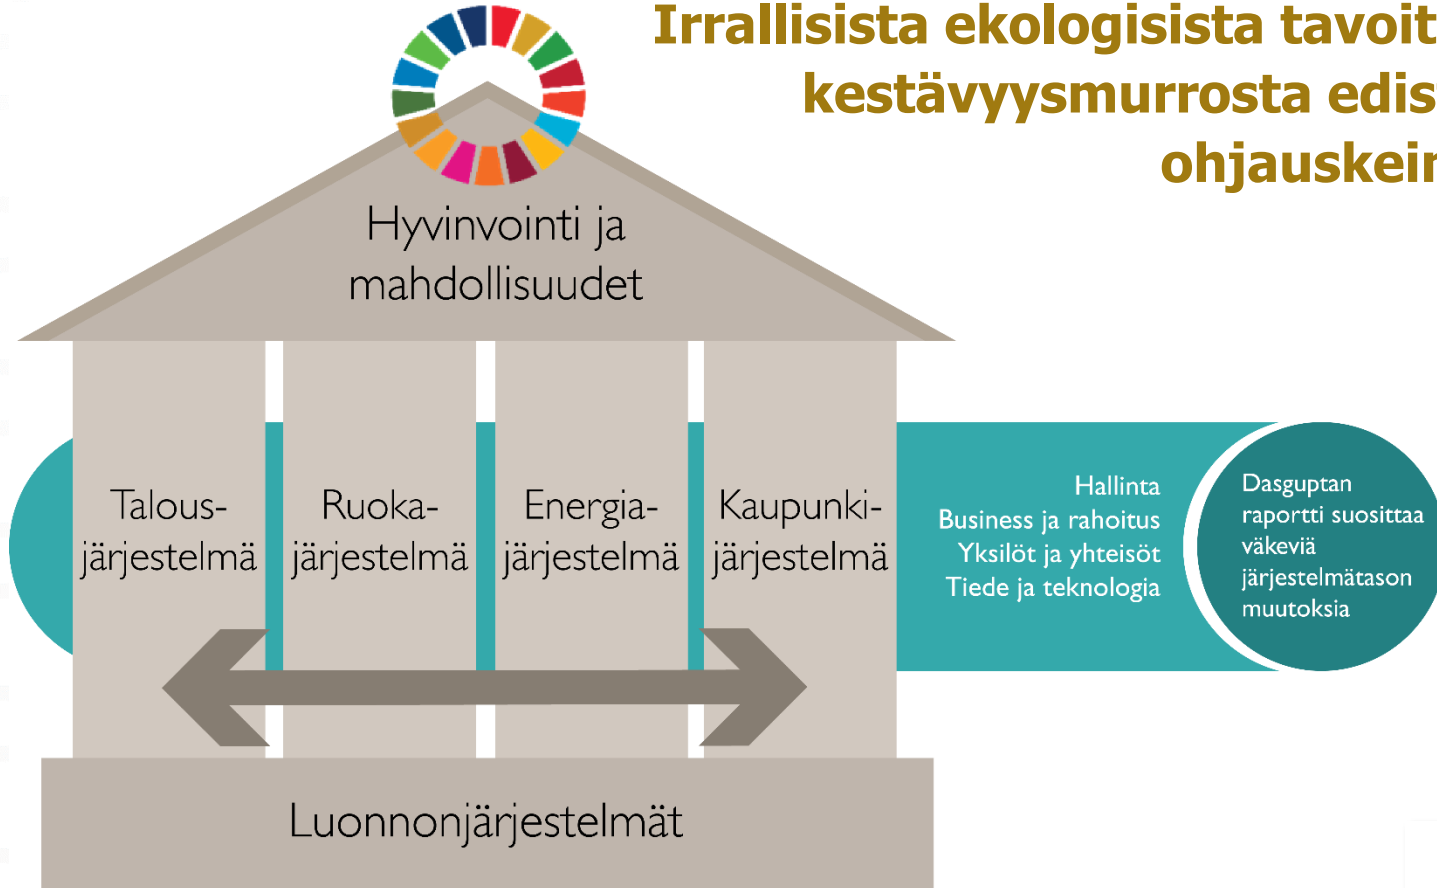 Irrallisista ekologisista tavoit
kestävyysmurrosta edis
ohjauskein
Hyvinvointi ja
mahdollisuudet
Talous-
järjestelmä
Ruoka-
järjestelmä
Energia-
järjestelmä
Kaupunki-
järjestelmä
Hallinta
Business ja rahoitus
Yksilöt ja yhteisöt
Tiede ja teknologia
Dasguptan
raportti suosittaa
väkeviä
järjestelmätason
muutoksia
Luonnonjärjestelmät